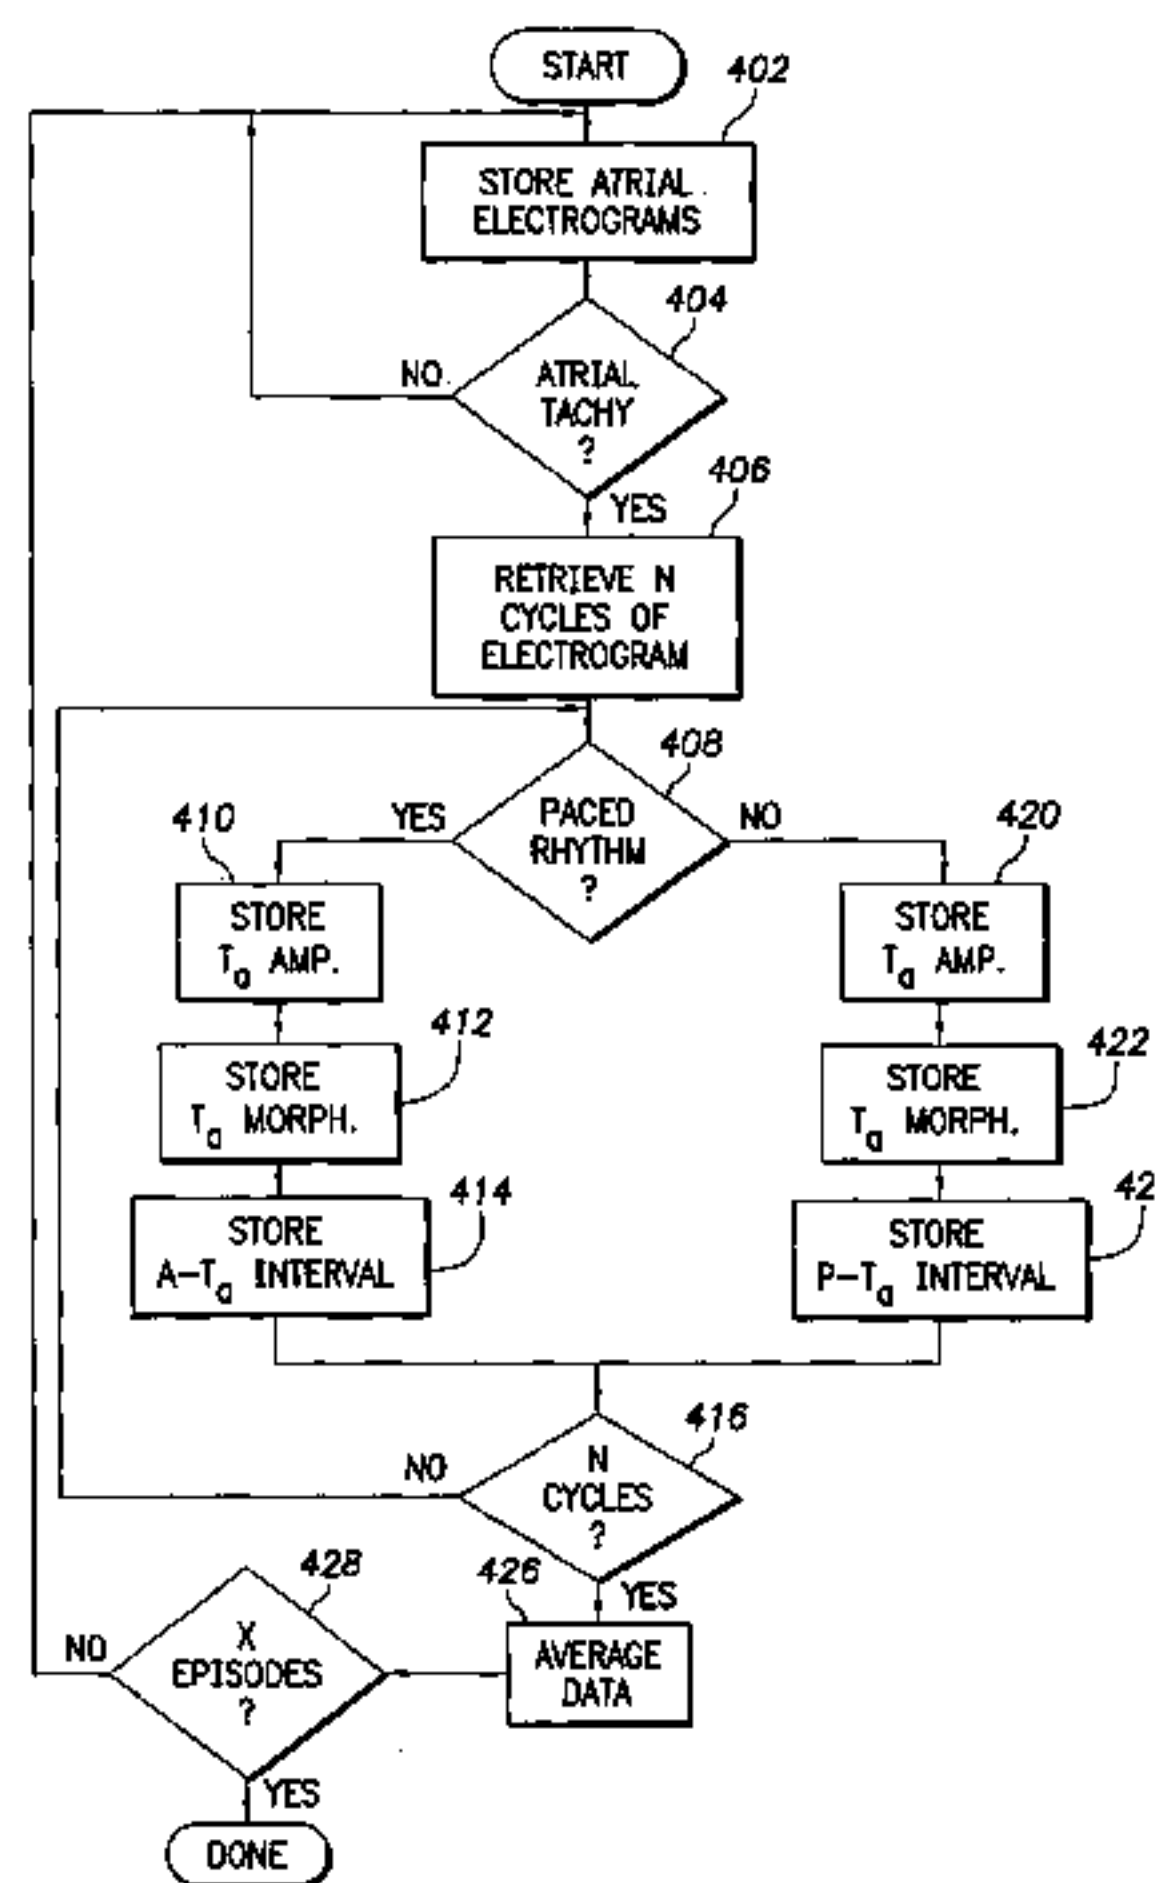 START
402
STORE ATRIAL
ELECTROGRAMS
404
NO
ATRIAL
TACHY
?
406
YES
RETRIEVE N
CYCLES OF
ELECTROGRAM
408
410
YES
PACED
RHYTHM
?
NO
420
STORE
Ta AMP.
STORE
Ta AMP.
412
422
STORE
Ta MORPH.
STORE
Ta MORPH.
414
42
STORE
A-Ta INTERVAL
STORE
P-Ta INTERVAL
416
NO
N
CYCLES
?
428
426
YES
NO
X
EPISODES
?
AVERAGE
DATA
YES
DONE